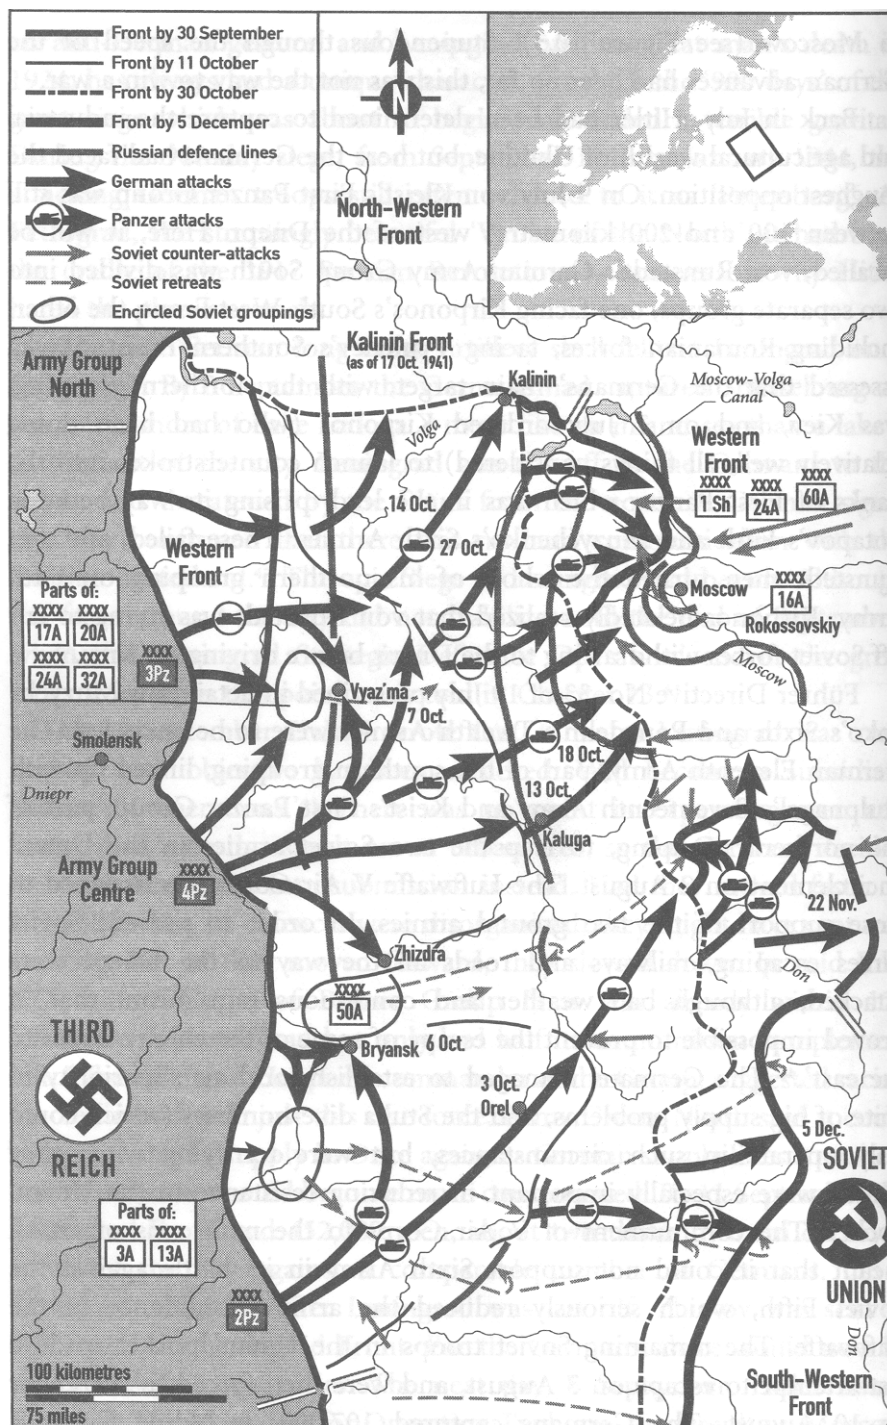 Front by 30 September
Front by 11 October
Front by 30 October
Front by 5 December
Russian defence lines
German attacks
Panzer attacks
Soviet counter-attacks
Soviet retreats
Encircled Soviet groupings
N
North-Western
Front
Army Group
North
Kalinin Front
(as of 17 Oct. 1941)
Kalinin
Moscow-Volga
Canal
Volga
Western
Front
XXXX
1 Sh
XXXX
24A
XXXX
60A
14 Oct.
27 Oct.
Western
Front
Moscow
XXXX
16A
Rokossovskiy
Moscow
Parts of:
XXXX XXXX
17A 20A
XXXX XXXX
24A 32A
XXXX
3Pz
Vyaz'ma
7 Oct.
Smolensk
Dniepr
18 Oct.
13 Oct.
Kaluga
Army Group
Centre
XXXX
4Pz
22 Nov.
Don
Zhizdra
XXXX
50A
Bryansk
6 Oct.
THIRD
REICH
3 Oct.
Orel
5 Dec.
SOVIET
UNION
Parts of:
XXXX XXXX
3A 13A
XXXX
2Pz
Don
100 kilometres
75 miles
South-Western
Front